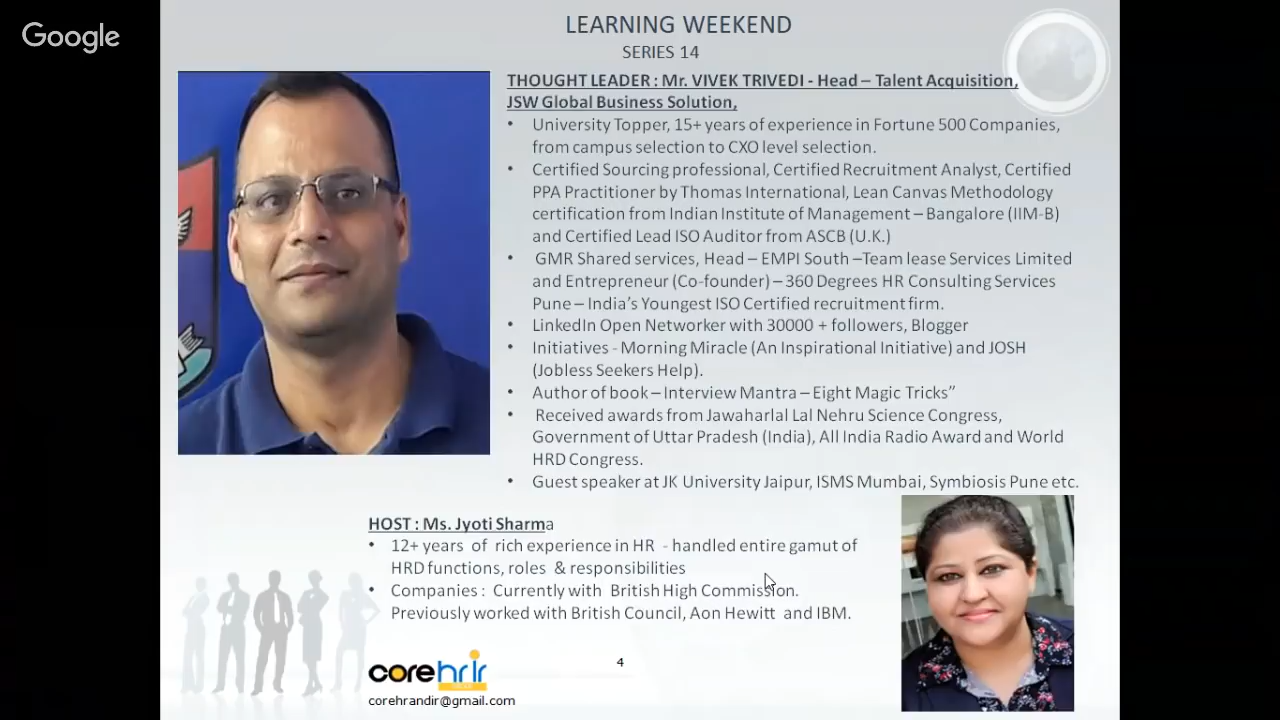 Google
LEARNING WEEKEND
SERIES 14
THOUGHT LEADER : Mr. VIVEK TRIVEDI - Head – Talent Acquisition,
JSW Global Business Solution,
• University Topper, 15+ years of experience in Fortune 500 Companies,
from campus selection to CXO level selection.
• Certified Sourcing professional, Certified Recruitment Analyst, Certified
PPA Practitioner by Thomas International, Lean Canvas Methodology
certification from Indian Institute of Management – Bangalore (IIM-B)
and Certified Lead ISO Auditor from ASCB (U.K.)
• GMR Shared services, Head – EMPI South –Team lease Services Limited
and Entrepreneur (Co-founder) – 360 Degrees HR Consulting Services
Pune – India's Youngest ISO Certified recruitment firm.
• LinkedIn Open Networker with 30000 + followers, Blogger
• Initiatives - Morning Miracle (An Inspirational Initiative) and JOSH
(Jobless Seekers Help).
• Author of book – Interview Mantra – Eight Magic Tricks”
• Received awards from Jawaharlal Lal Nehru Science Congress,
Government of Uttar Pradesh (India), All India Radio Award and World
HRD Congress.
• Guest speaker at JK University Jaipur, ISMS Mumbai, Symbiosis Pune etc.
HOST : Ms. Jyoti Sharma
• 12+ years of rich experience in HR - handled entire gamut of
HRD functions, roles & responsibilities
• Companies : Currently with British High Commission.
Previously worked with British Council, Aon Hewitt and IBM.
corehrir
4
corehrandir@gmail.com